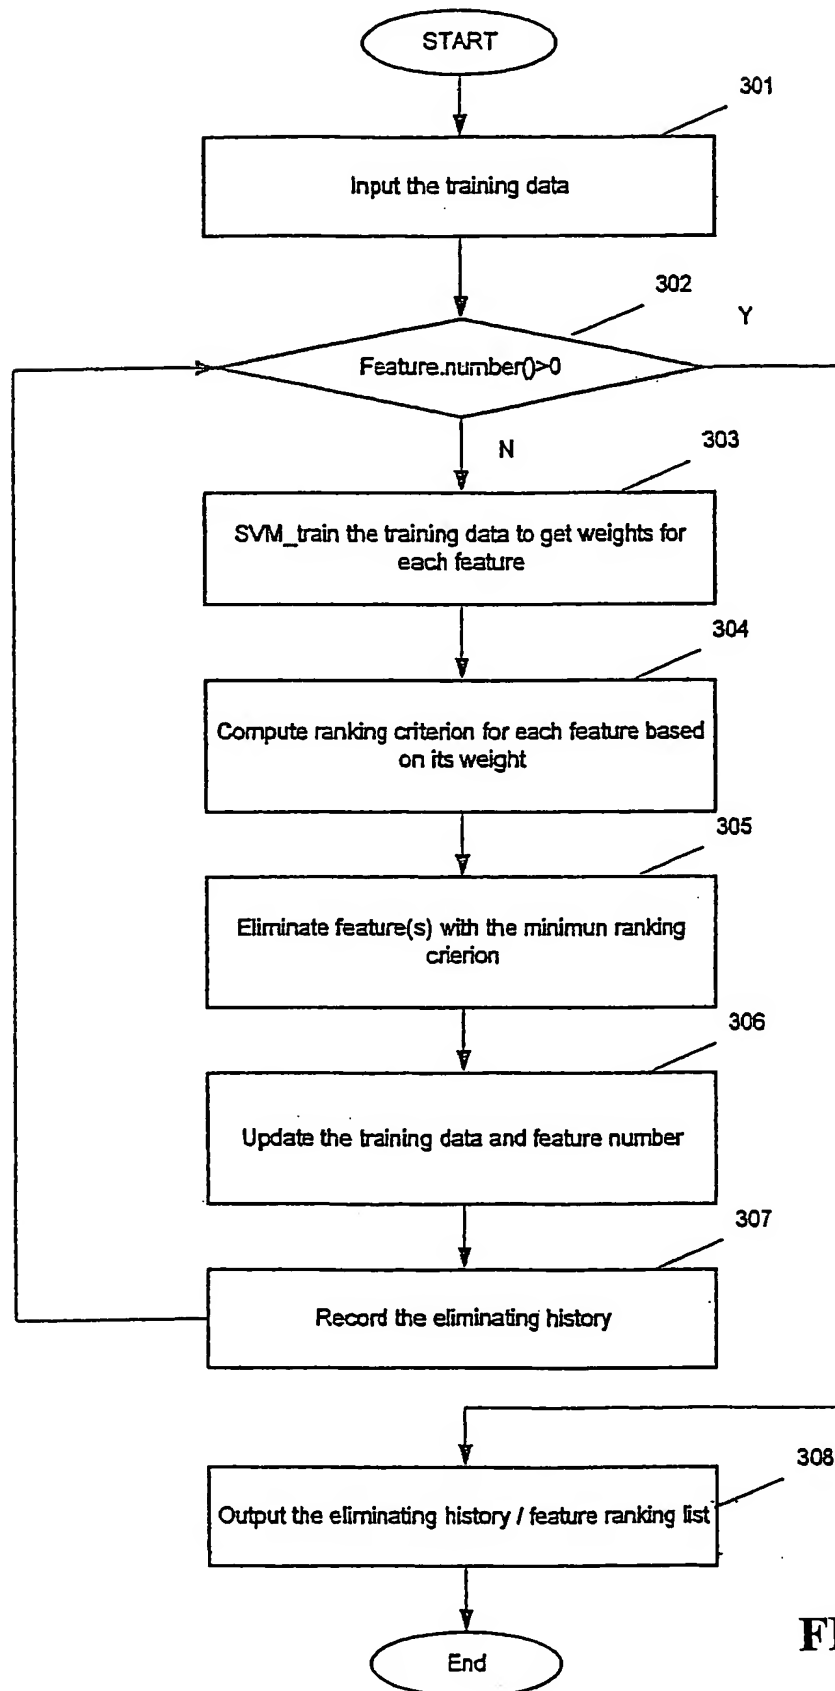 START
301
Input the training data
302
Y
Feature.number()>0
N
303
SVM_train the training data to get weights for
each feature
304
Compute ranking criterion for each feature based
on its weight
305
Eliminate feature(s) with the minimun ranking
crierion
306
Update the training data and feature number
307
Record the eliminating history
308
Output the eliminating history / feature ranking list
End